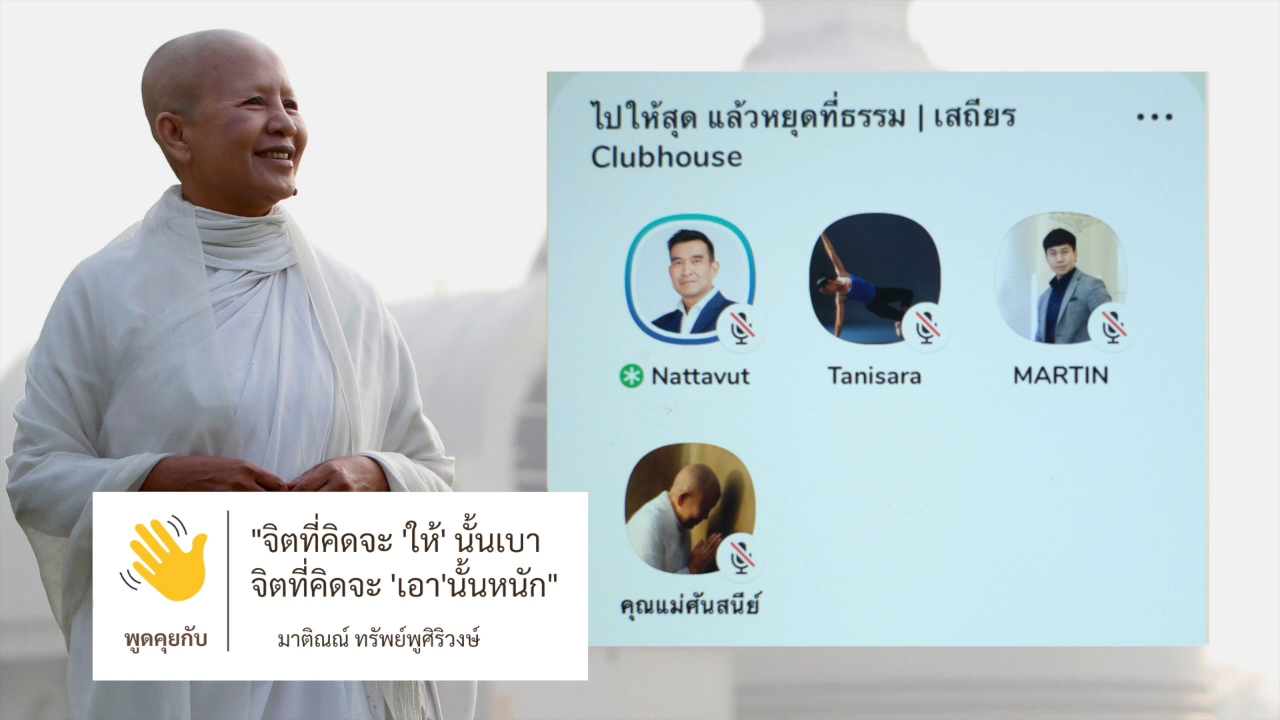 ไปให้สุด แล้วหยุดที่ธรรม | เสถียร
Clubhouse
Nattavut
Tanisara
MARTIN
คุณแม่ศันสนีย์
"จิตที่คิดจะ 'ให้' นั้นเบา
จิตที่คิดจะ 'เอา'นั้นหนัก"
พูดคุยกับ
มาติณณ์ ทรัพย์พูศิริวงษ์